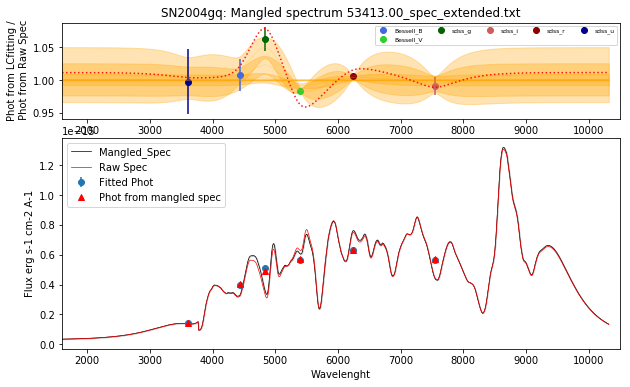 SN2004gq: Mangled spectrum 53413.00_spec_extended.txt
Phot from LCfitting /
Phot from Raw Spec
1.05
1.00
0.95
Bessell_B
Bessell_V
sdss_g
sdss_i
sdss_r
sdss_u
2000 3000 4000 5000 6000 7000 8000 9000 10000
Flux erg s-1 cm-2 A-1
1.2
1.0
0.8
0.6
0.4
0.2
0.0
Mangled_Spec
Raw Spec
Fitted Phot
Phot from mangled spec
2000 3000 4000 5000 6000 7000 8000 9000 10000
Wavelenght